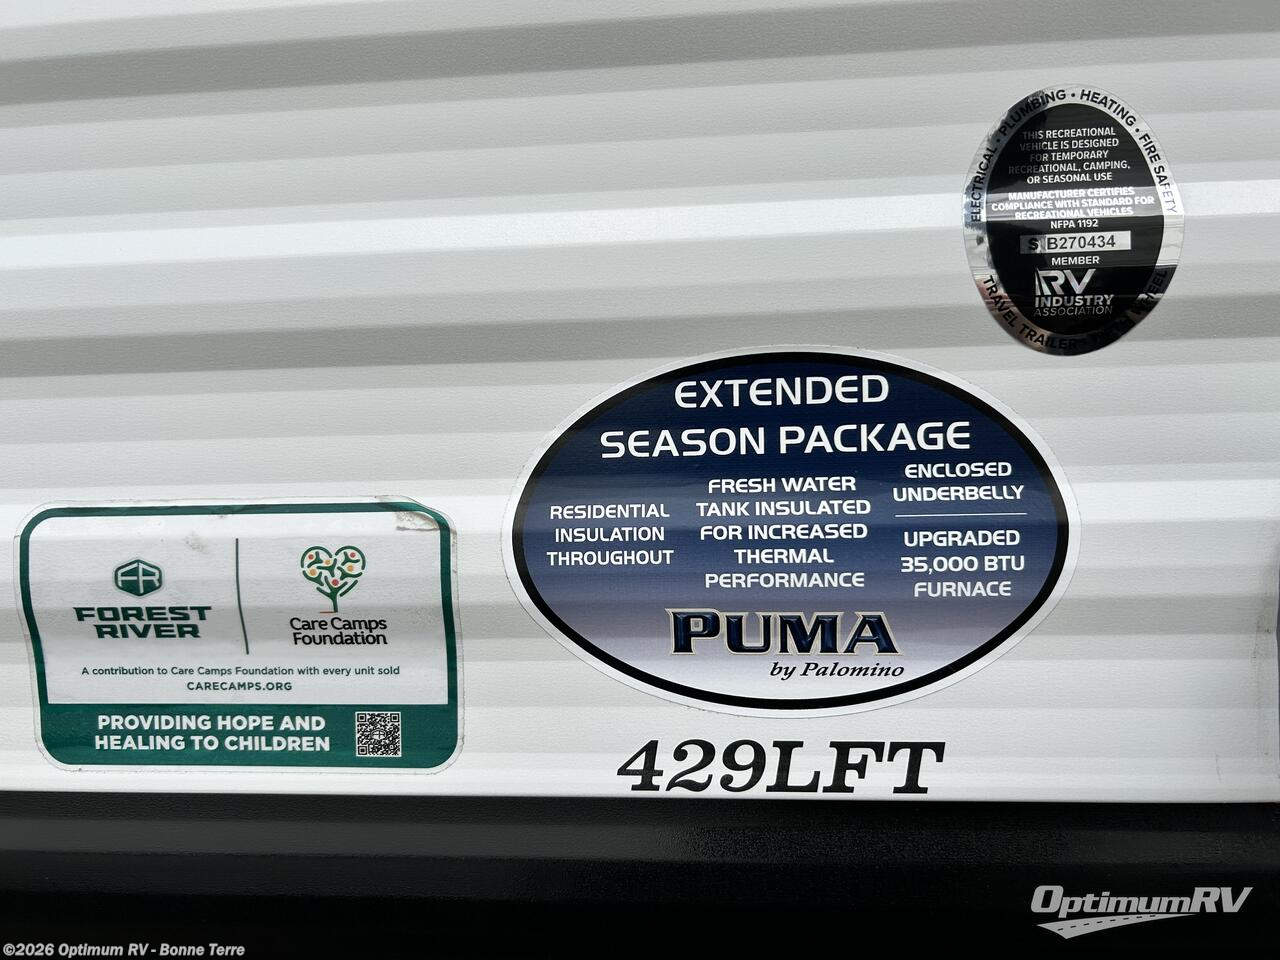 ELECTRICAL • PLUMBING • HEATING • FIRE SAFETY
THIS RECREATIONAL
VEHICLE IS DESIGNED
FOR TEMPORARY
RECREATIONAL, CAMPING,
OR SEASONAL USE
MANUFACTURER CERTIFIES
COMPLIANCE WITH STANDARD FOR
RECREATIONAL VEHICLES
NFPA 1192
B270434
MEMBER
RV
INDUSTRY
ASSOCIATION
TRAVEL TRAILER • WHEEL
EXTENDED
SEASON PACKAGE
RESIDENTIAL
INSULATION
THROUGHOUT
FRESH WATER
TANK INSULATED
FOR INCREASED
THERMAL
PERFORMANCE
ENCLOSED
UNDERBELLY
UPGRADED
35,000 BTU
FURNACE
PUMA
by Palomino
429LFT
FR
FOREST
RIVER
Care Camps
Foundation
A contribution to Care Camps Foundation with every unit sold
CARECAMPS.ORG
PROVIDING HOPE AND
HEALING TO CHILDREN
OptimumRV
©2026 Optimum RV - Bonne Terre